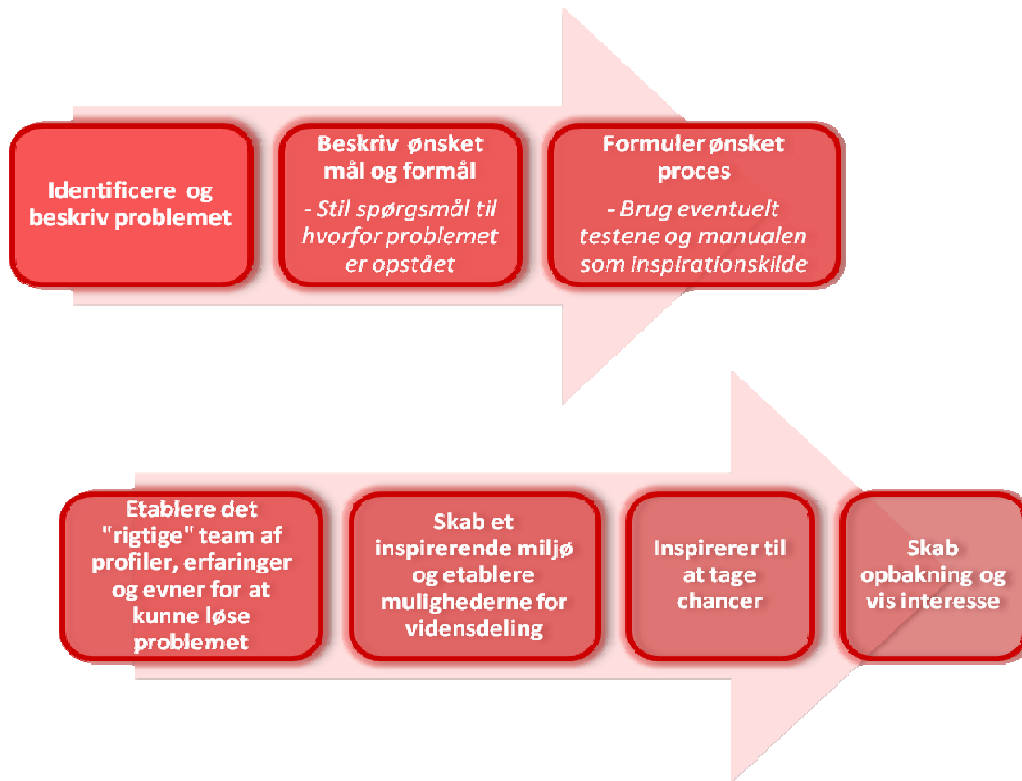 Identificere og
beskriv problemet
Beskriv ønsket
mål og formål
- Stil spørgsmål til
hvorfor problemet
er opstået
Formuler ønsket
proces
- Brug eventuelt
testene og manualen
som inspirationskilde
Etablere det
"rigtige" team af
profiler, erfaringer
og evner for at
kunne løse
problemet
Skab et
inspirerende miljø
og etablere
mulighederne for
vidensdeling
Inspirerer til
at tage
chancer
Skab
opbakning og
vis interesse